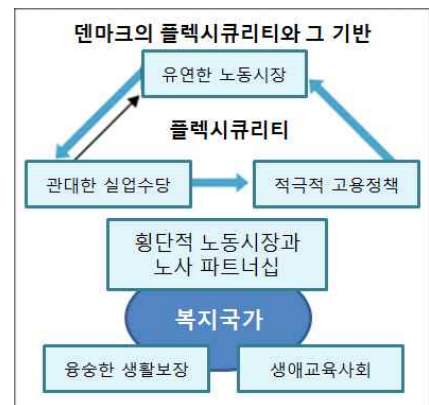 덴마크의 플렉시큐리티와 그 기반
유연한 노동시장
플렉시큐리티
관대한 실업수당
적극적 고용정책
횡단적 노동시장과
노사 파트너십
복지국가
융숭한 생활보장
생애교육사회